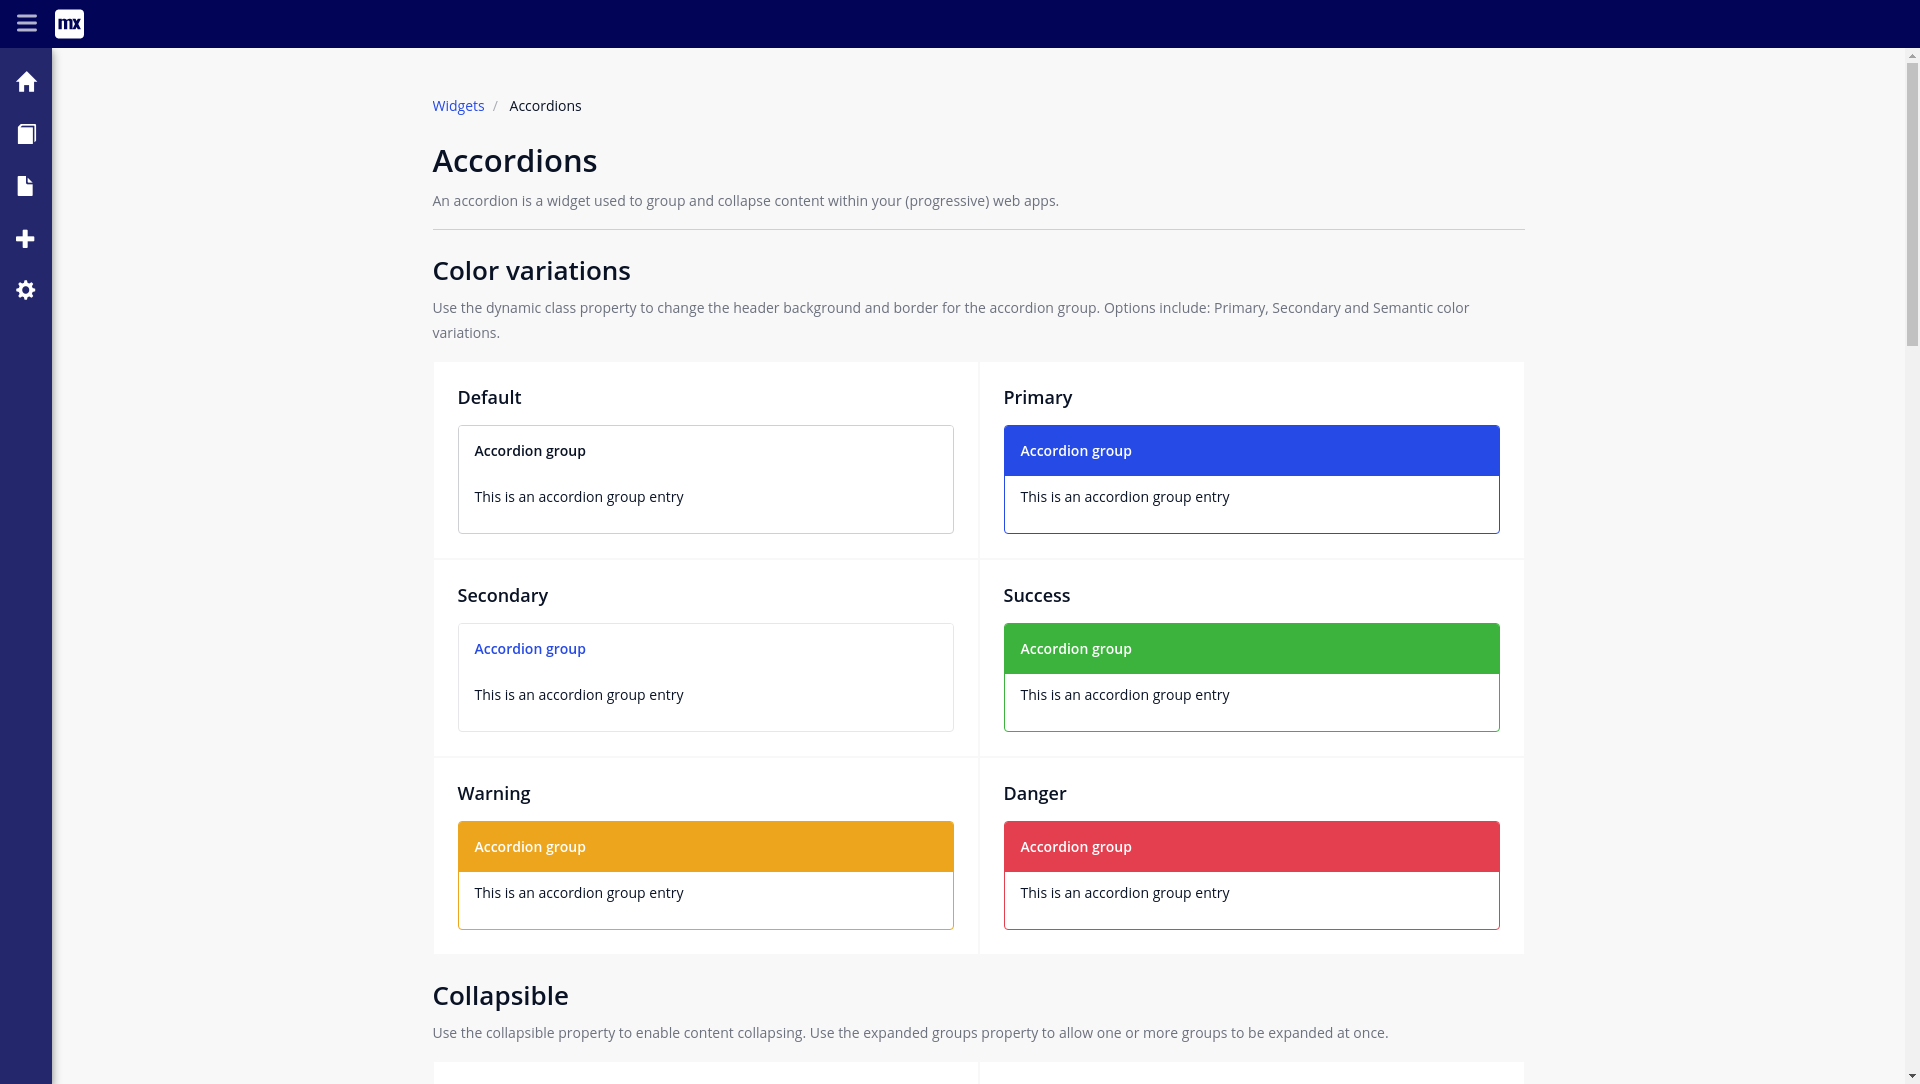 mx
Widgets / Accordions
Accordions
An accordion is a widget used to group and collapse content within your (progressive) web apps.
Color variations
Use the dynamic class property to change the header background and border for the accordion group. Options include: Primary, Secondary and Semantic color
variations.
Default
Accordion group
This is an accordion group entry
Primary
Accordion group
This is an accordion group entry
Secondary
Accordion group
This is an accordion group entry
Success
Accordion group
This is an accordion group entry
Warning
Accordion group
This is an accordion group entry
Danger
Accordion group
This is an accordion group entry
Collapsible
Use the collapsible property to enable content collapsing. Use the expanded groups property to allow one or more groups to be expanded at once.